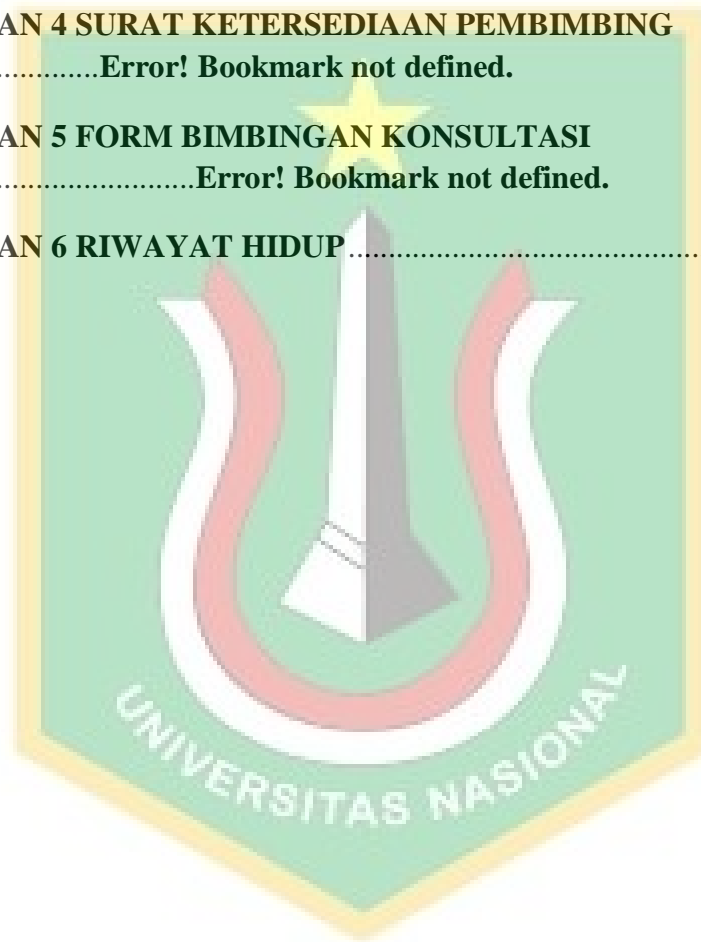 AN 4 SURAT KETERSEDIAAN PEMBIMBING
.............Error! Bookmark not defined.
AN 5 FORM BIMBINGAN KONSULTASI
.........................Error! Bookmark not defined.
AN 6 RIWAYAT HIDUP.......................................
UNIVERSITAS NASIONAL